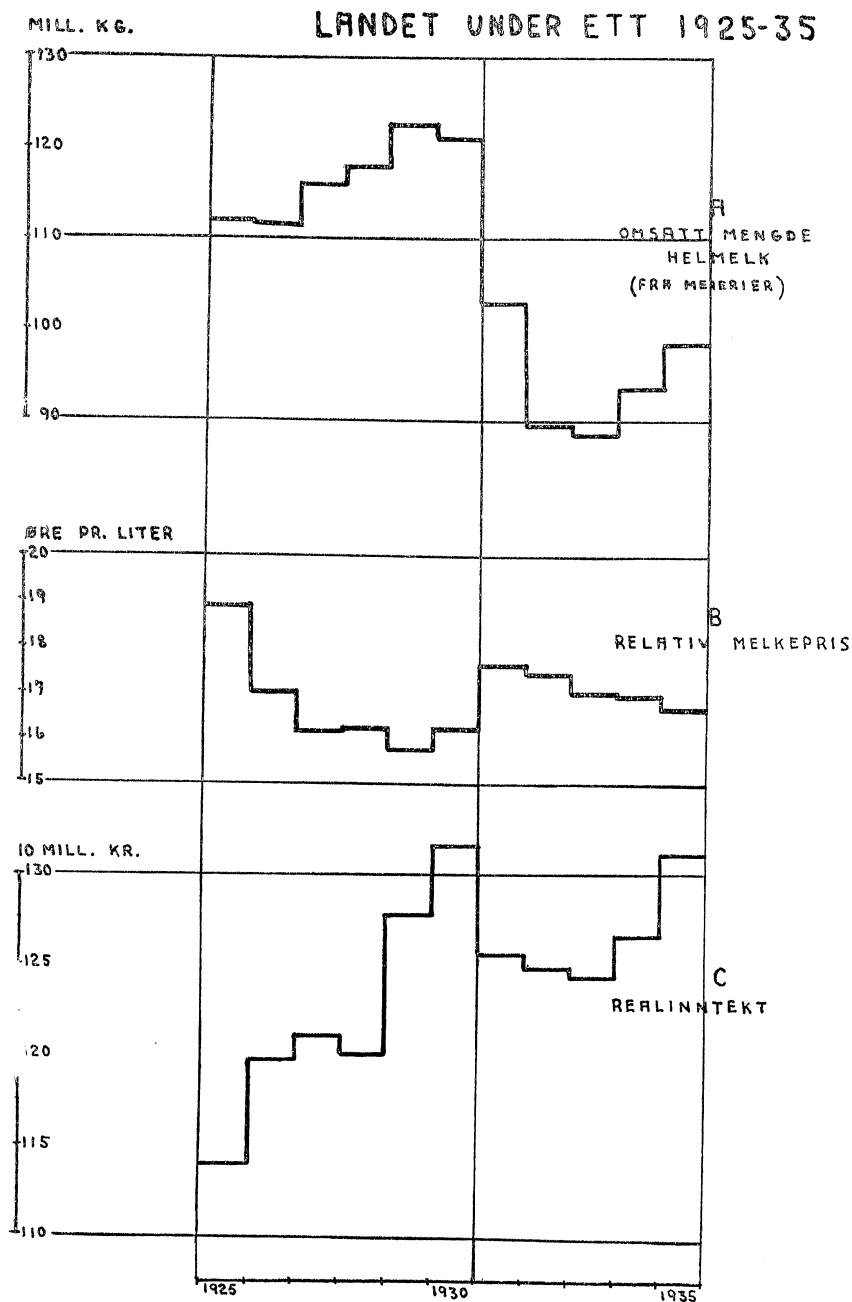 LANDET UNDER ETT 1925-35
MILL. KG.
130
120
110
100
90
A
OMSATT MENGDE
HELMELK
(FRA MEIERIER)
ØRE PR. LITER
20
19
18
17
16
15
B
RELATIV MELKEPRIS
10 MILL. KR.
130
125
120
115
110
C
REALINNTEKT
1925 1930 1935